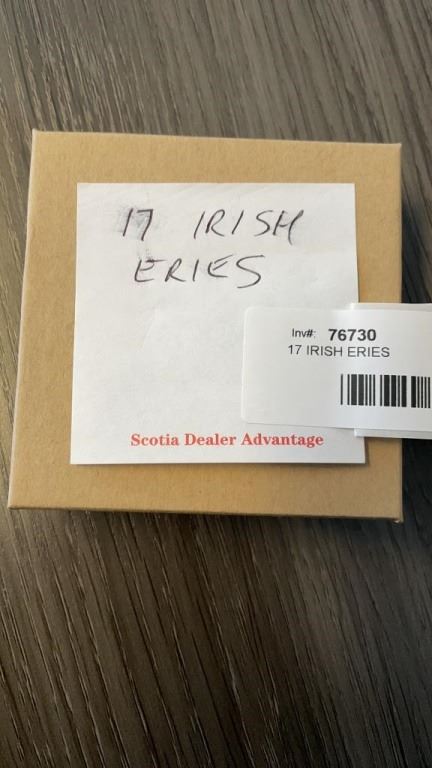 17 IRISH
ERIES
Inv#: 76730
17 IRISH ERIES
Scotia Dealer Advantage